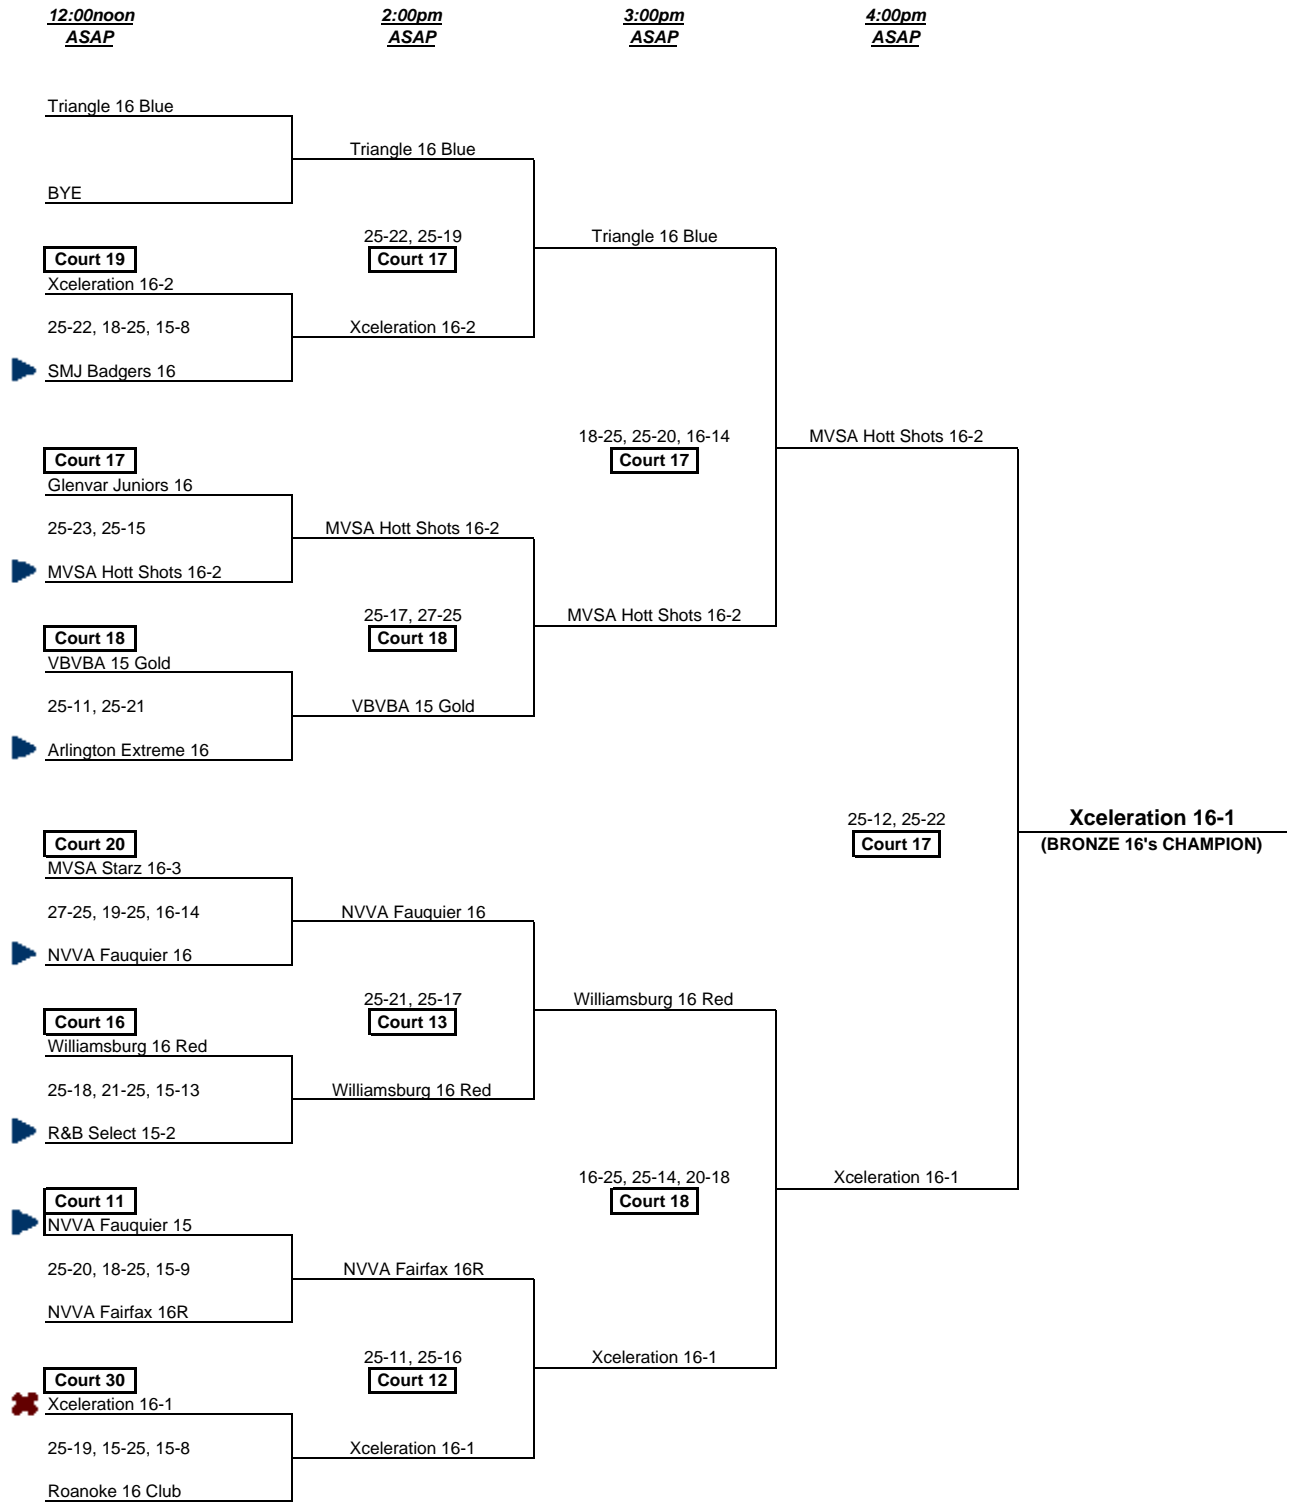 12:00noon 2:00pm 3:00pm 4:00pm
ASAP ASAP ASAP ASAP
Triangle 16 Blue
Triangle 16 Blue
BYE
25-22, 25-19 Triangle 16 Blue
Court 19 Court 17
Xceleration 16-2
25-22, 18-25, 15-8 Xceleration 16-2
SMJ Badgers 16
18-25, 25-20, 16-14 MVSA Hott Shots 16-2
Court 17 Court 17
Glenvar Juniors 16
25-23, 25-15 MVSA Hott Shots 16-2
MVSA Hott Shots 16-2
25-17, 27-25 MVSA Hott Shots 16-2
Court 18 Court 18
VBVBA 15 Gold
25-11, 25-21 VBVBA 15 Gold
Arlington Extreme 16
25-12, 25-22 Xceleration 16-1
Court 20 Court 17 (BRONZE 16's CHAMPION)
MVSA Starz 16-3
27-25, 19-25, 16-14 NVVA Fauquier 16
NVVA Fauquier 16
25-21, 25-17 Williamsburg 16 Red
Court 16 Court 13
Williamsburg 16 Red
25-18, 21-25, 15-13 Williamsburg 16 Red
R&B Select 15-2
16-25, 25-14, 20-18 Xceleration 16-1
Court 11 Court 18
NVVA Fauquier 15
25-20, 18-25, 15-9 NVVA Fairfax 16R
NVVA Fairfax 16R
25-11, 25-16 Xceleration 16-1
Court 30 Court 12
Xceleration 16-1
25-19, 15-25, 15-8 Xceleration 16-1
Roanoke 16 Club